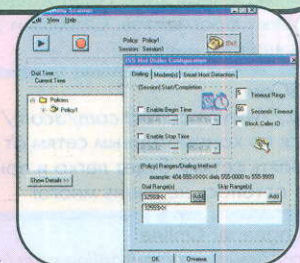 Edit View Help
Policy Policy1
Session Session1
Exit
Dial Time
Current Time
Policies
Policy1
Show Details >>
ISS Hot Dialer Configuration
Dialing Modem(s) Smart Host Detection
(Session) Start/Completion
Enable Begin Time
Enable Stop Time
5 Timeout Rings
60 Seconds Timeout
Block Caller ID
(Policy) Ranges/Dialing Method
example: 404-555-XXXX dials 555-0000 to 555-9999
Dial Range(s)
Skip Range(s)
Add
Add
OK